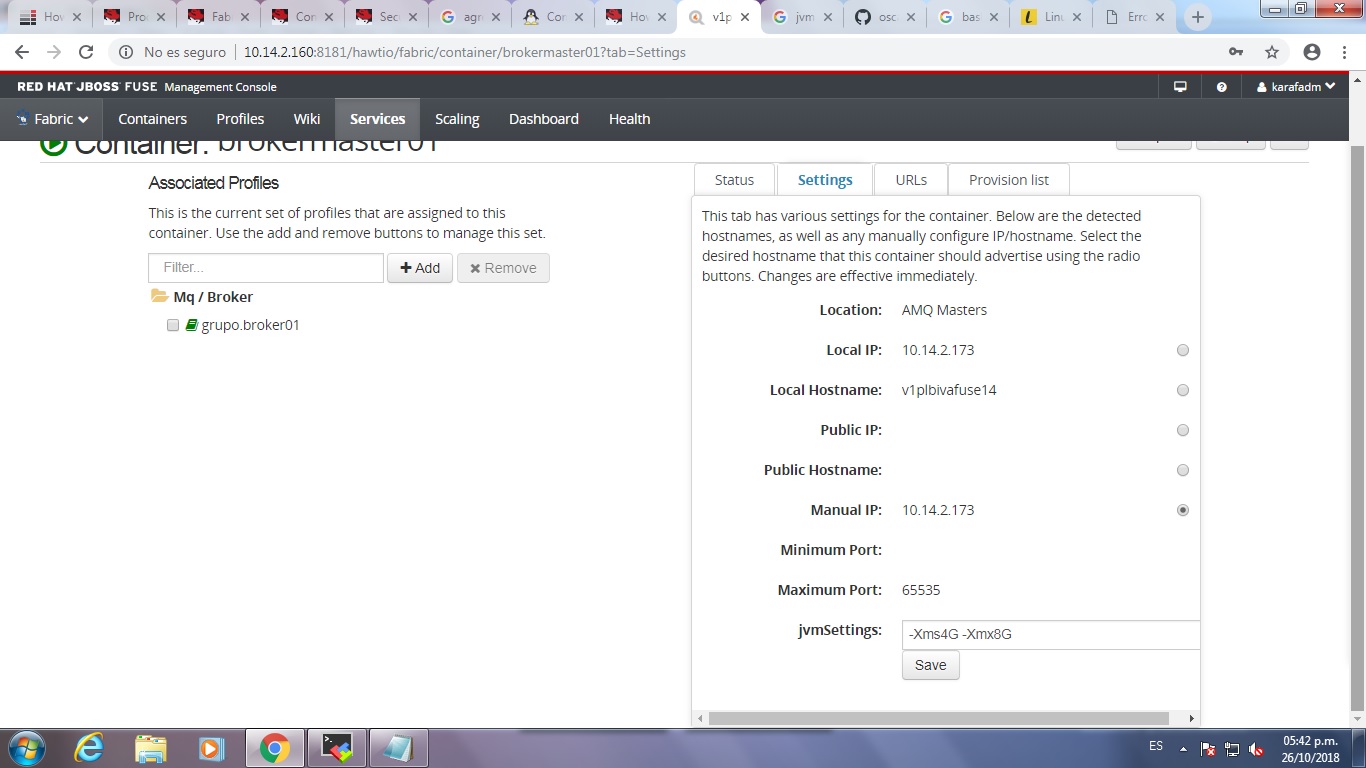 How
Pro
Fab
Con
Sec
agr
Cor
Hov
v1p
jvm
osc
bas
Linu
Erro
No es seguro
10.14.2.160:8181/hawtio/fabric/container/brokermaster01?tab=Settings
RED HAT JBOSS FUSE Management Console
karafadm
Fabric
Containers
Profiles
Wiki
Services
Scaling
Dashboard
Health
Container: brokermaster01
Associated Profiles
This is the current set of profiles that are assigned to this
container. Use the add and remove buttons to manage this set.
Filter...
Add
Remove
Mq / Broker
grupo.broker01
Status
Settings
URLs
Provision list
This tab has various settings for the container. Below are the detected
hostnames, as well as any manually configure IP/hostname. Select the
desired hostname that this container should advertise using the radio
buttons. Changes are effective immediately.
Location: AMQ Masters
Local IP: 10.14.2.173
Local Hostname: v1plbivafuse14
Public IP:
Public Hostname:
Manual IP: 10.14.2.173
Minimum Port:
Maximum Port: 65535
jvmSettings: -Xms4G -Xmx8G
Save
ES
05:42 p.m.
26/10/2018